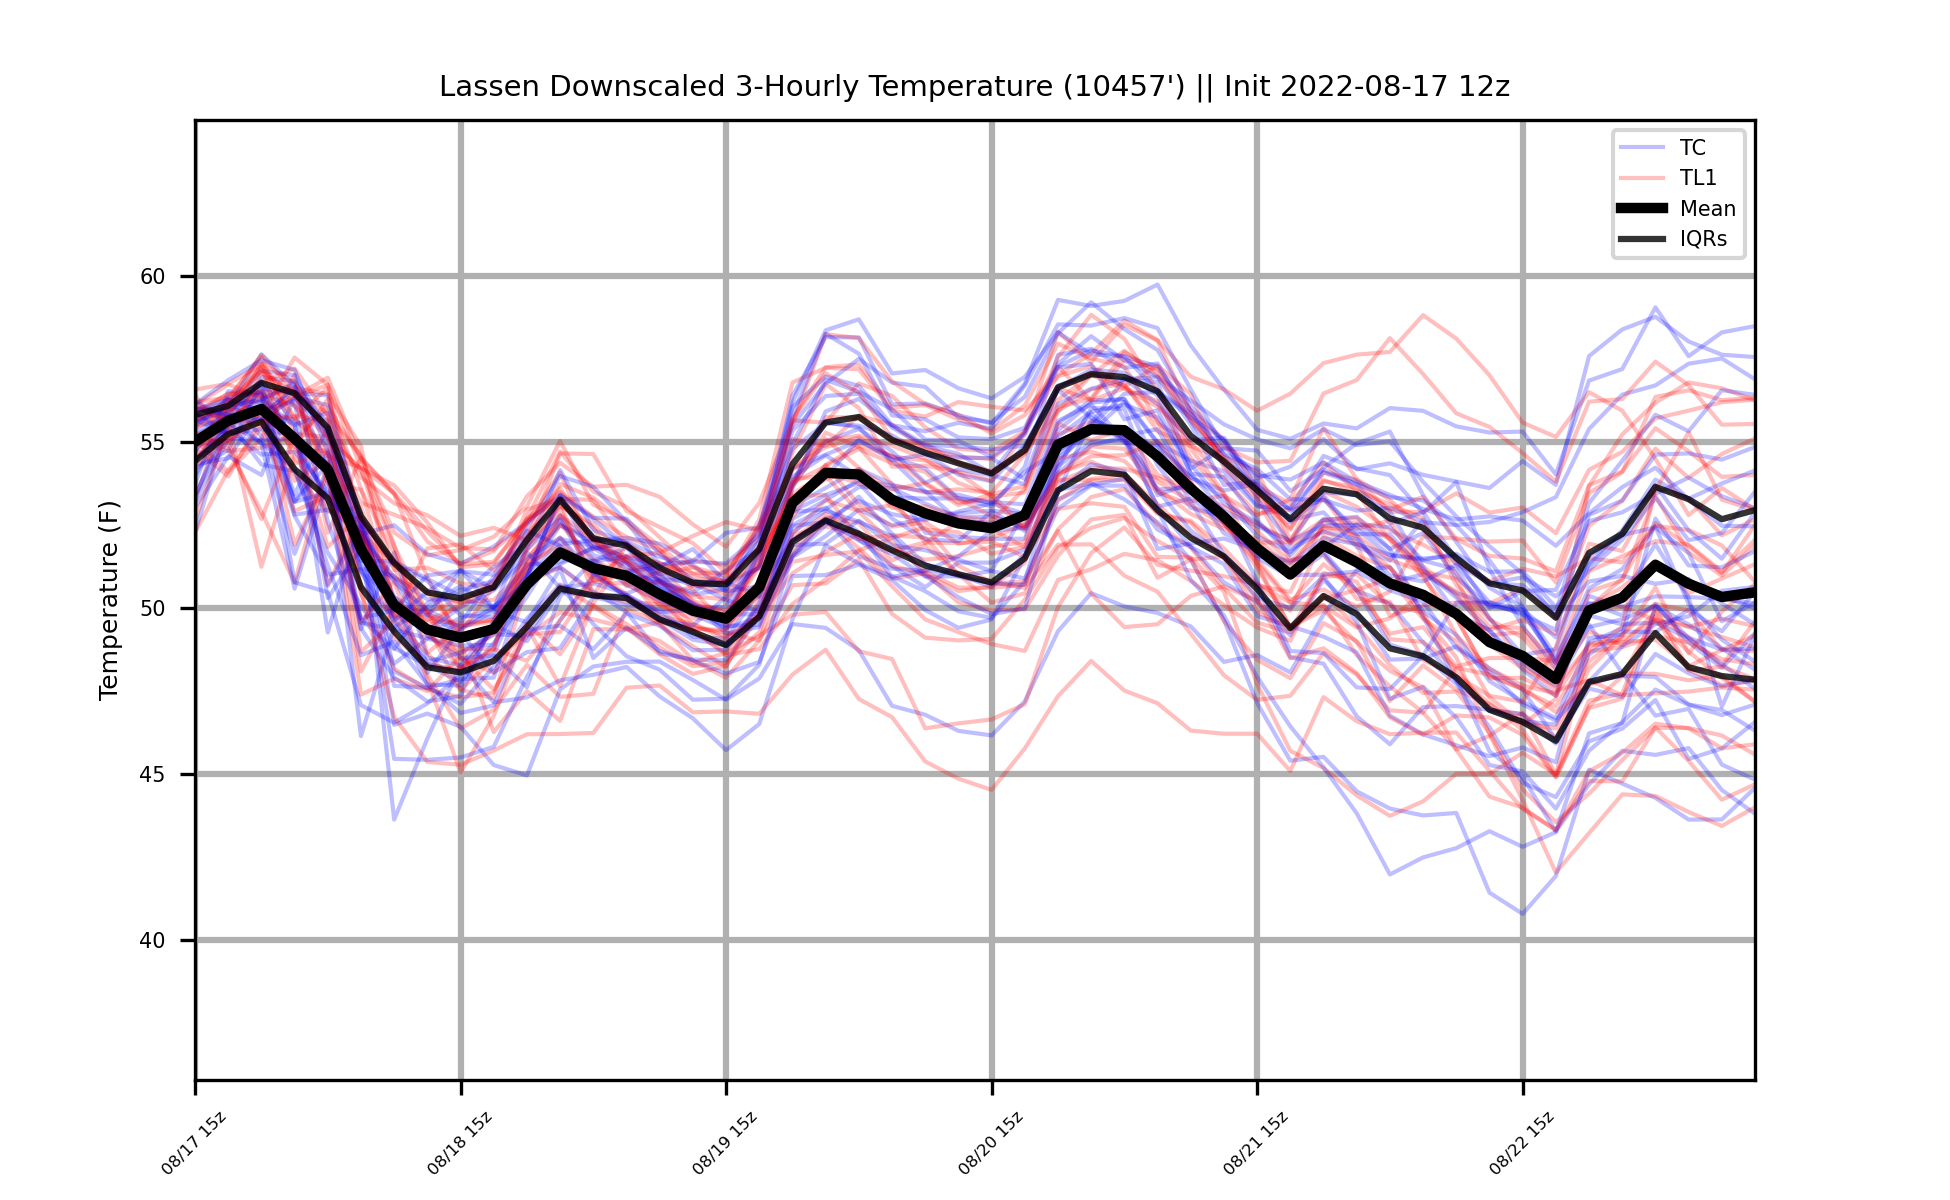 Lassen Downscaled 3-Hourly Temperature (10457') || Init 2022-08-17 12z
TC
TL1
Mean
IQRs
Temperature (F)
60
55
50
45
40
08/17 15z
08/18 15z
08/19 15z
08/20 15z
08/21 15z
08/22 15z